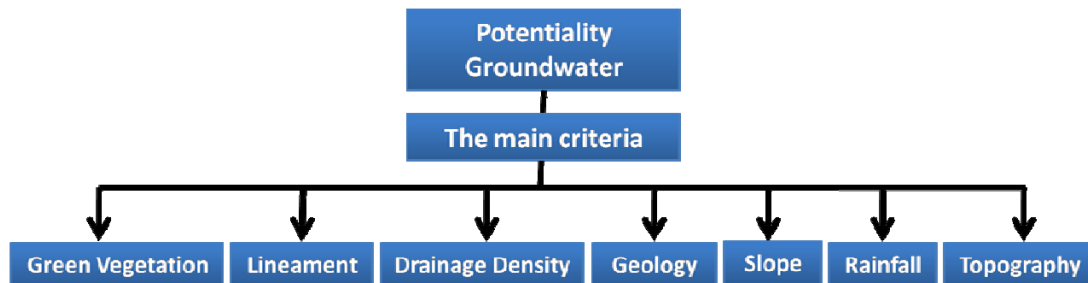 Potentiality
Groundwater
The main criteria
Green Vegetation
Lineament
Drainage Density
Geology
Slope
Rainfall
Topography